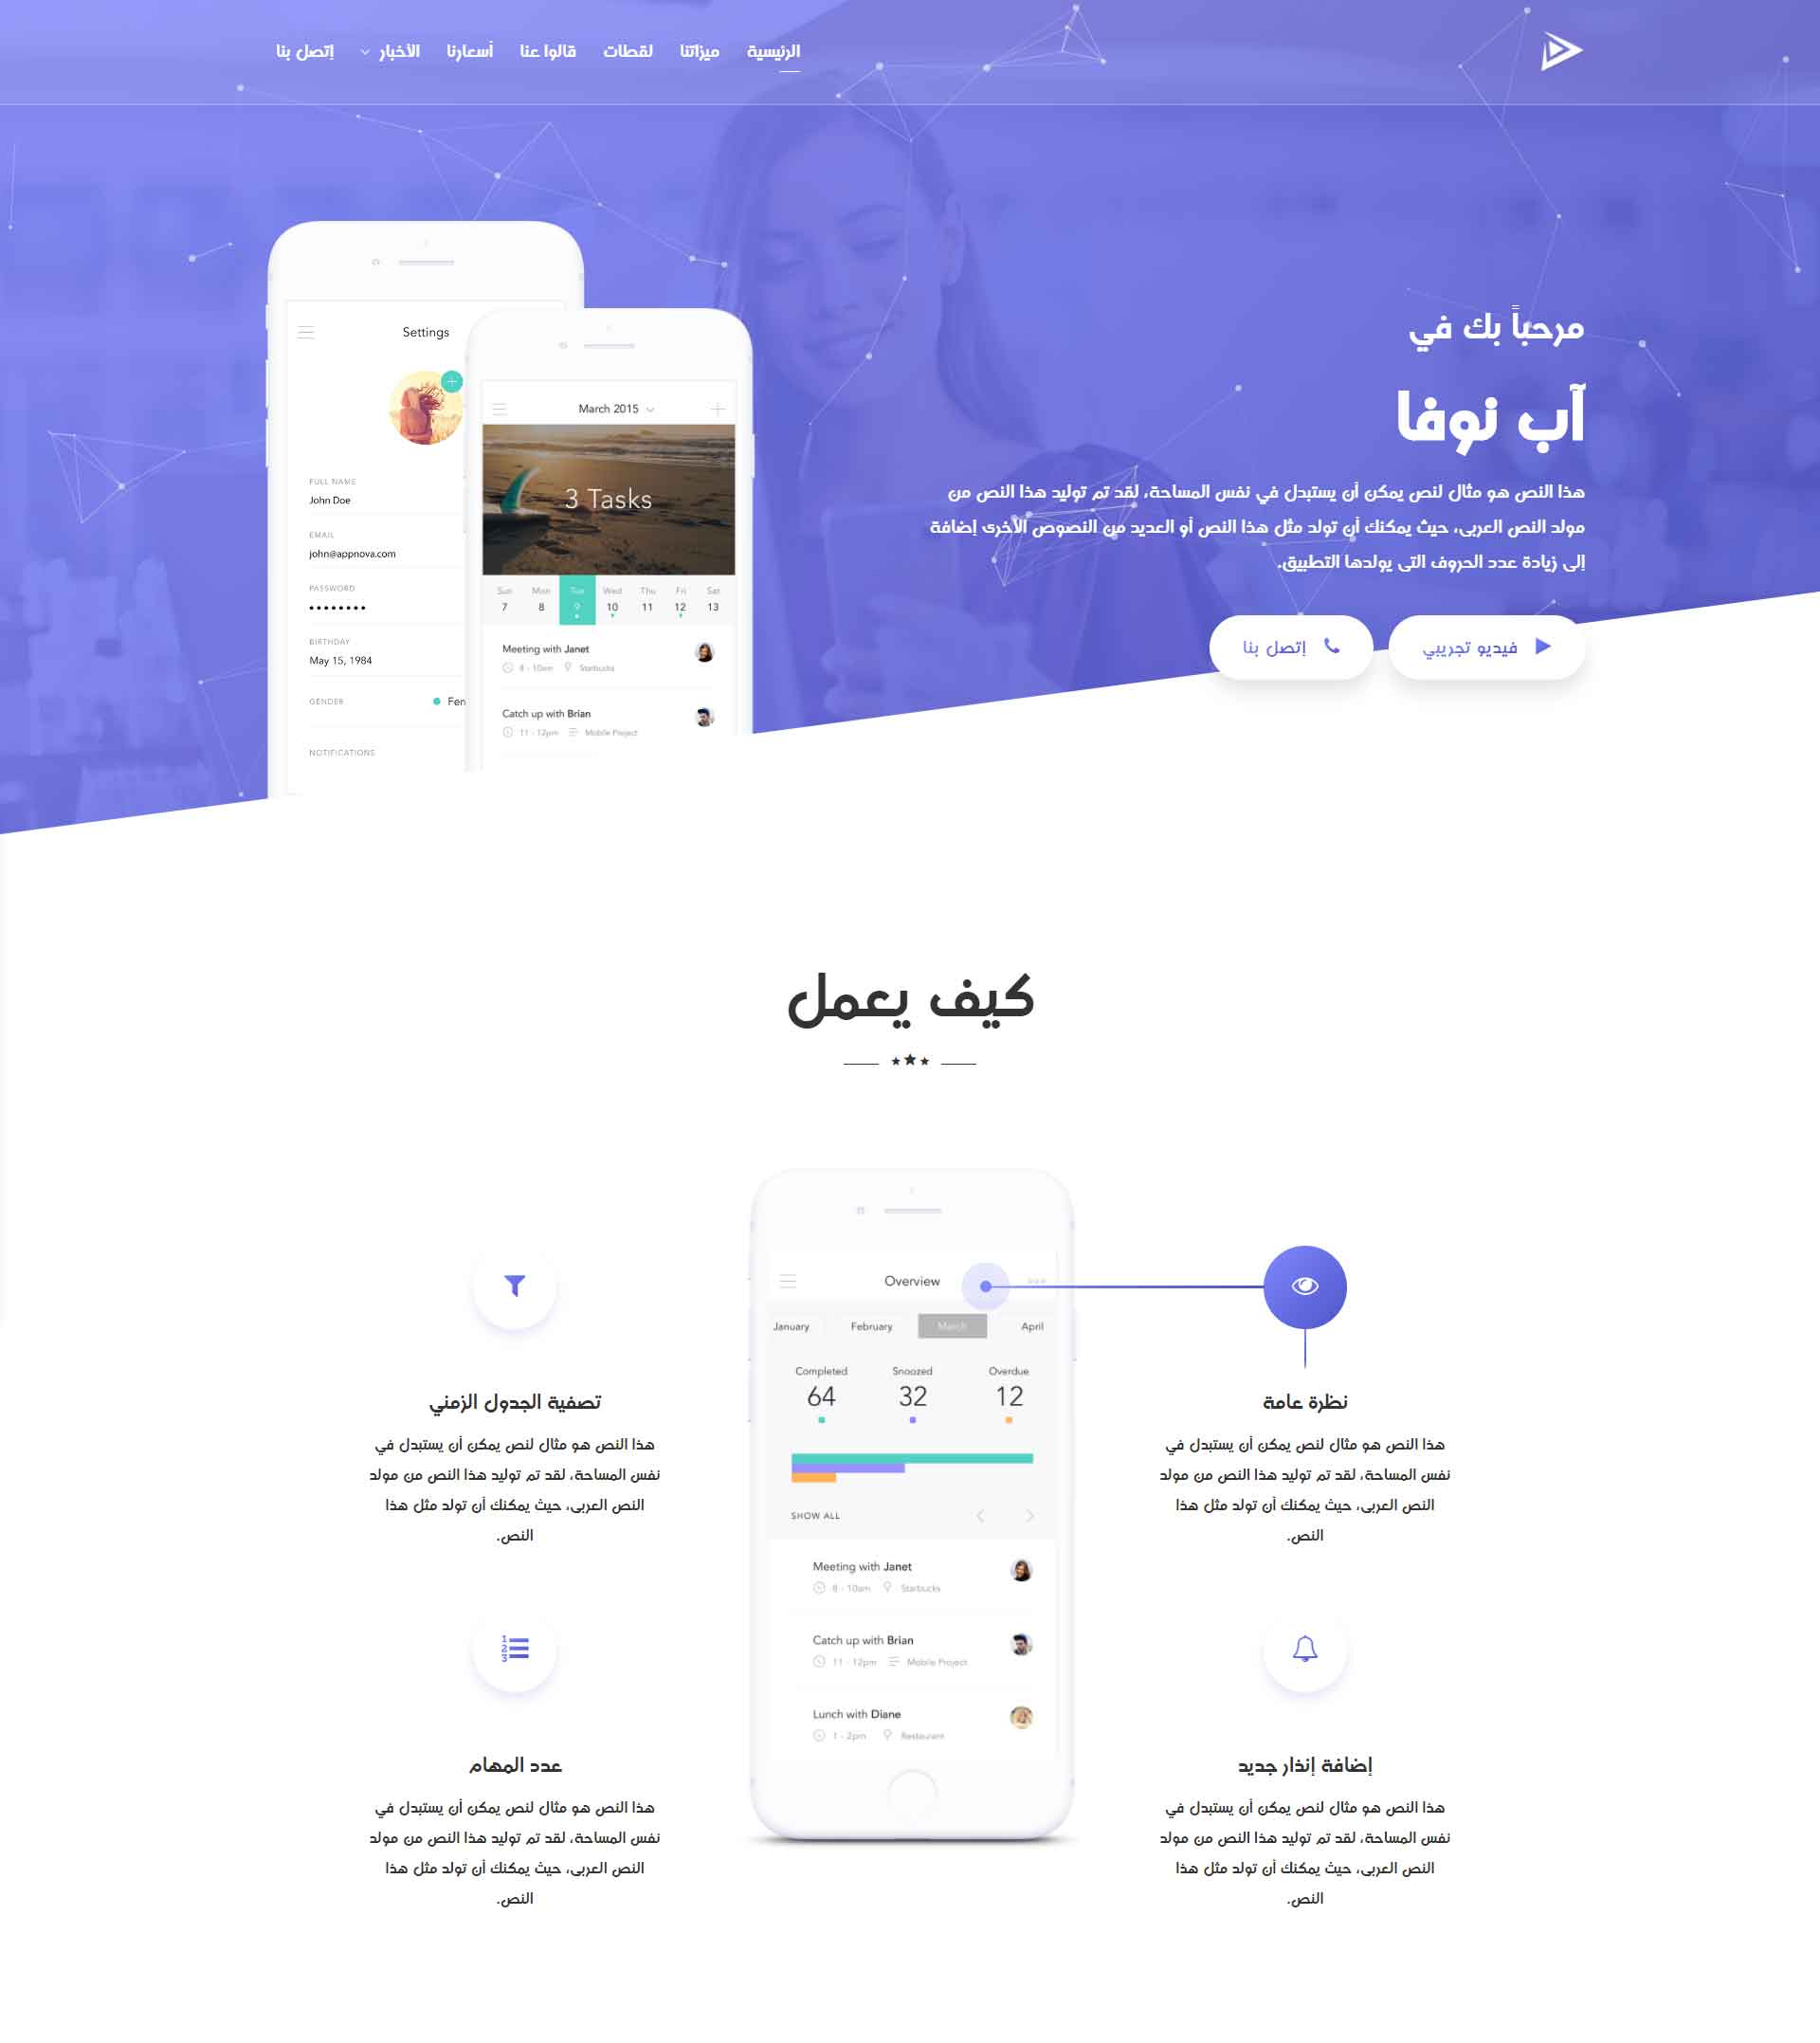 الرئيسية
ميزاتنا
لقطات
قالوا عنا
أسعارنا
الأخبار
إتصل بنا
مرحباً بك في
آب نوفا
هذا النص هو مثال لنص يمكن أن يستبدل في نفس المساحة، لقد تم توليد هذا النص من
مولد النص العربى، حيث يمكنك أن تولد مثل هذا النص أو العديد من النصوص الأخرى إضافة
إلى زيادة عدد الحروف التى يولدها التطبيق.
فيديو تجريبي
إتصل بنا
Settings
FULL NAME
John Doe
EMAIL
john@appnova.com
PASSWORD
••••••••
BIRTHDAY
May 15, 1984
GENDER
Fen
NOTIFICATIONS
March 2015
3 Tasks
Sun Mon Tue Wed Thu Fri Sat
7 8 9 10 11 12 13
Meeting with Janet
8 - 10am Starbucks
Catch up with Brian
11 - 12pm Mobile Project
كيف يعمل
نظرة عامة
هذا النص هو مثال لنص يمكن أن يستبدل في
نفس المساحة، لقد تم توليد هذا النص من مولد
النص العربى، حيث يمكنك أن تولد مثل هذا
النص.
إضافة إنذار جديد
هذا النص هو مثال لنص يمكن أن يستبدل في
نفس المساحة، لقد تم توليد هذا النص من مولد
النص العربى، حيث يمكنك أن تولد مثل هذا
النص.
Overview
January February March April
Completed Snoozed Overdue
64 32 12
SHOW ALL
Meeting with Janet
8 - 10am Starbucks
Catch up with Brian
11 - 12pm Mobile Project
Lunch with Diane
1 - 2pm Restaurant
تصفية الجدول الزمني
هذا النص هو مثال لنص يمكن أن يستبدل في
نفس المساحة، لقد تم توليد هذا النص من مولد
النص العربى، حيث يمكنك أن تولد مثل هذا
النص.
1
2
3
عدد المهام
هذا النص هو مثال لنص يمكن أن يستبدل في
نفس المساحة، لقد تم توليد هذا النص من مولد
النص العربى، حيث يمكنك أن تولد مثل هذا
النص.